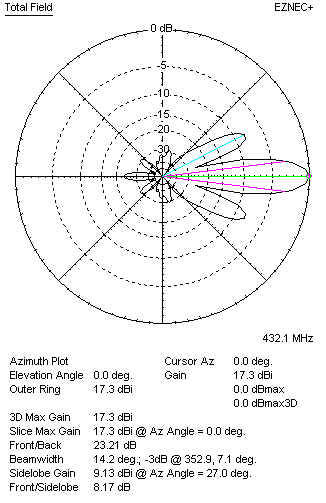 Total Field EZNEC+
0 dB
-5
-10
-15
-20
-30
432.1 MHz
Azimuth Plot Cursor Az 0.0 deg.
Elevation Angle 0.0 deg. Gain 17.3 dBi
Outer Ring 17.3 dBi 0.0 dBmax
0.0 dBmax3D
3D Max Gain 17.3 dBi
Slice Max Gain 17.3 dBi @ Az Angle = 0.0 deg.
Front/Back 23.21 dB
Beamwidth 14.2 deg.; -3dB @ 352.9, 7.1 deg.
Sidelobe Gain 9.13 dBi @ Az Angle = 27.0 deg.
Front/Sidelobe 8.17 dB